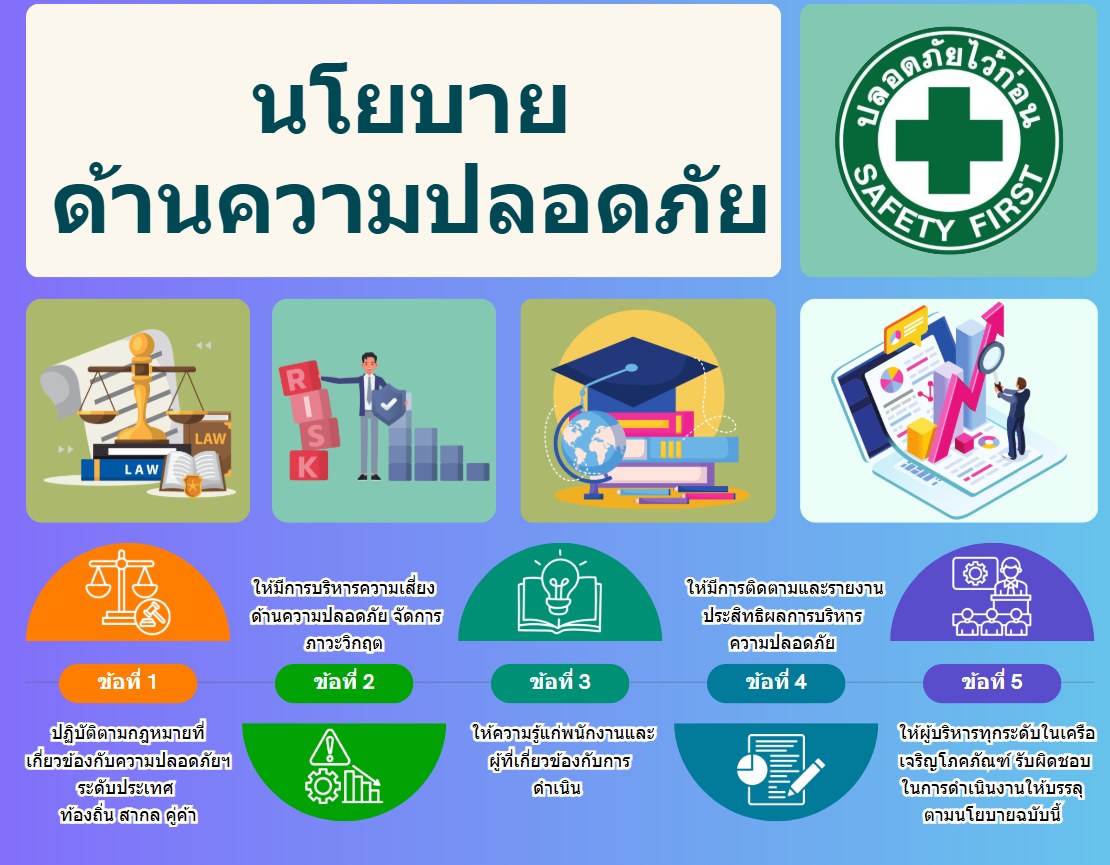 นโยบาย
ด้านความปลอดภัย
ปลอดภัยไว้ก่อน
SAFETY FIRST
LAW
LAW
R
I
S
K
ข้อที่ 1
ปฏิบัติตามกฎหมายที่
เกี่ยวข้องกับความปลอดภัยฯ
ระดับประเทศ
ท้องถิ่น สากล คู่ค้า
ให้มีการบริหารความเสี่ยง
ด้านความปลอดภัย จัดการ
ภาวะวิกฤต
ข้อที่ 2
ข้อที่ 3
ให้ความรู้แก่พนักงานและ
ผู้ที่เกี่ยวข้องกับการ
ดำเนิน
ให้มีการติดตามและรายงาน
ประสิทธิผลการบริหาร
ความปลอดภัย
ข้อที่ 4
ข้อที่ 5
ให้ผู้บริหารทุกระดับในเครือ
เจริญโภคภัณฑ์ รับผิดชอบ
ในการดำเนินงานให้บรรลุ
ตามนโยบายฉบับนี้